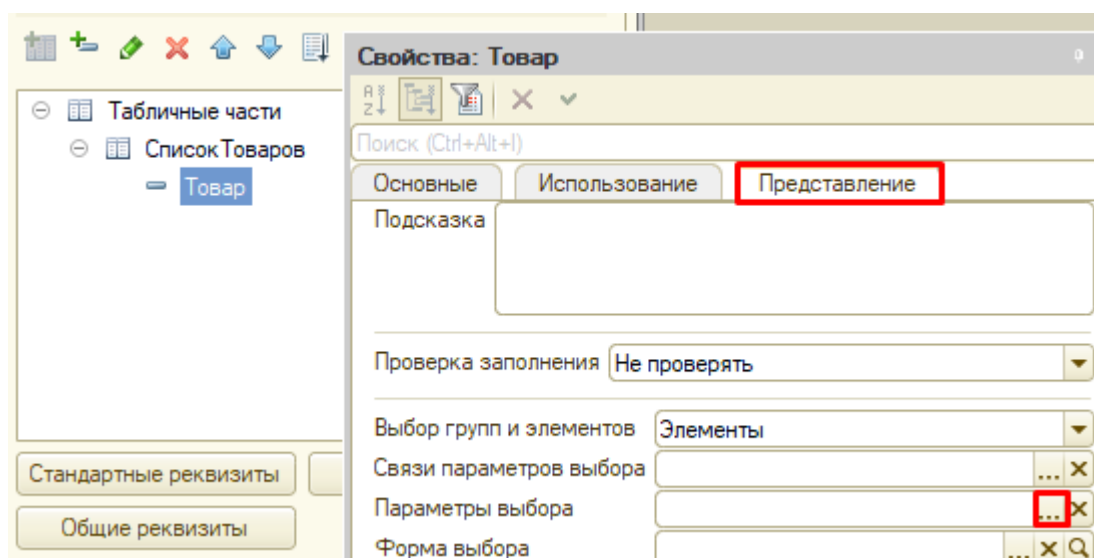 Свойства: Товар
Поиск (Ctrl+Alt+I)
Табличные части
СписокТоваров
Товар
Основные Использование Представление
Подсказка
Проверка заполнения Не проверять
Выбор групп и элементов Элементы
Связи параметров выбора ...
Параметры выбора ...
Форма выбора ...
Стандартные реквизиты
Общие реквизиты